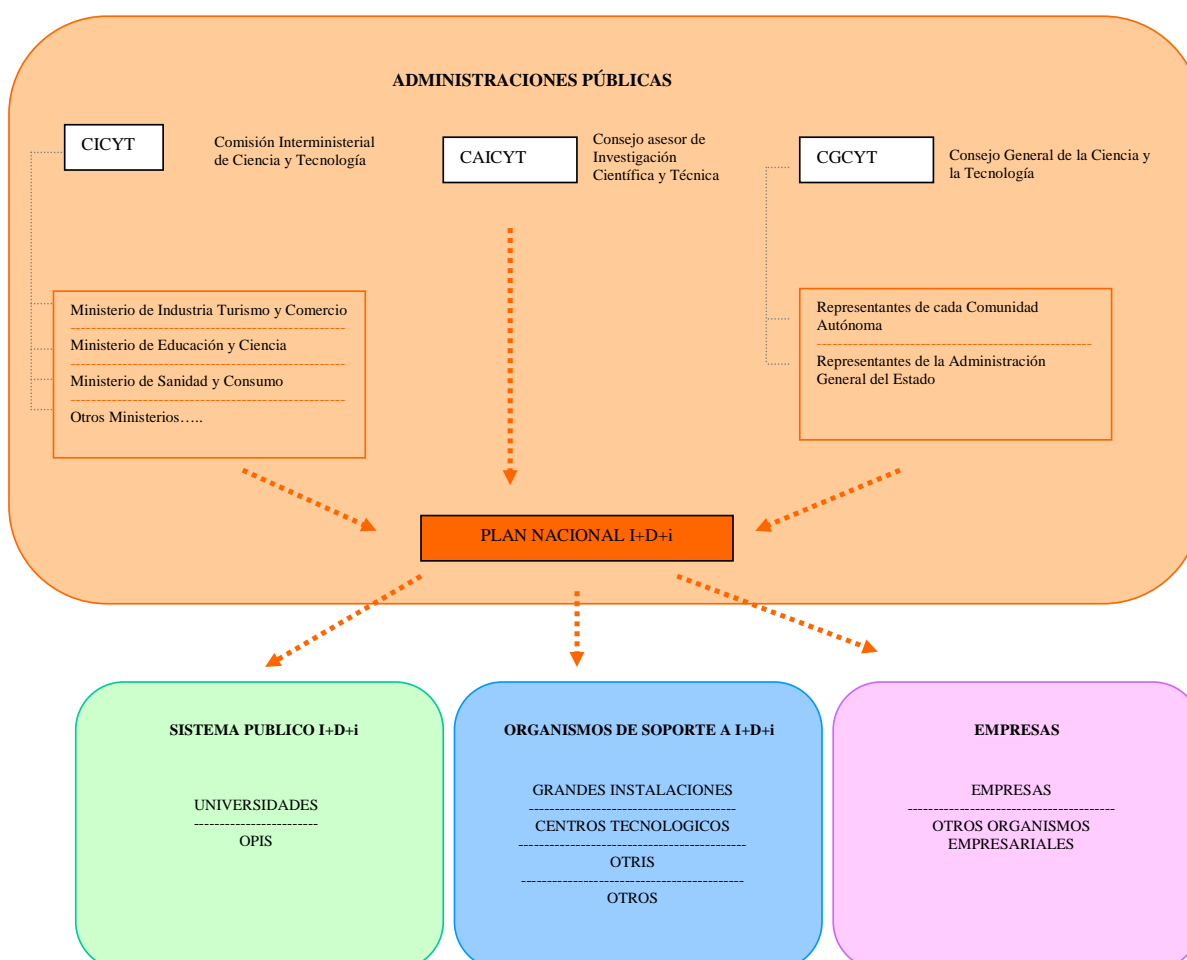 ADMINISTRACIONES PÚBLICAS
CICYT
Comisión Interministerial
de Ciencia y Tecnología
CAICYT
Consejo asesor de
Investigación
Científica y Técnica
CGCYT
Consejo General de la Ciencia y
la Tecnología
Ministerio de Industria Turismo y Comercio
Ministerio de Educación y Ciencia
Ministerio de Sanidad y Consumo
Otros Ministerios…..
Representantes de cada Comunidad
Autónoma
Representantes de la Administración
General del Estado
PLAN NACIONAL I+D+i
SISTEMA PUBLICO I+D+i
UNIVERSIDADES
OPIS
ORGANISMOS DE SOPORTE A I+D+i
GRANDES INSTALACIONES
CENTROS TECNOLOGICOS
OTRIS
OTROS
EMPRESAS
EMPRESAS
OTROS ORGANISMOS
EMPRESARIALES